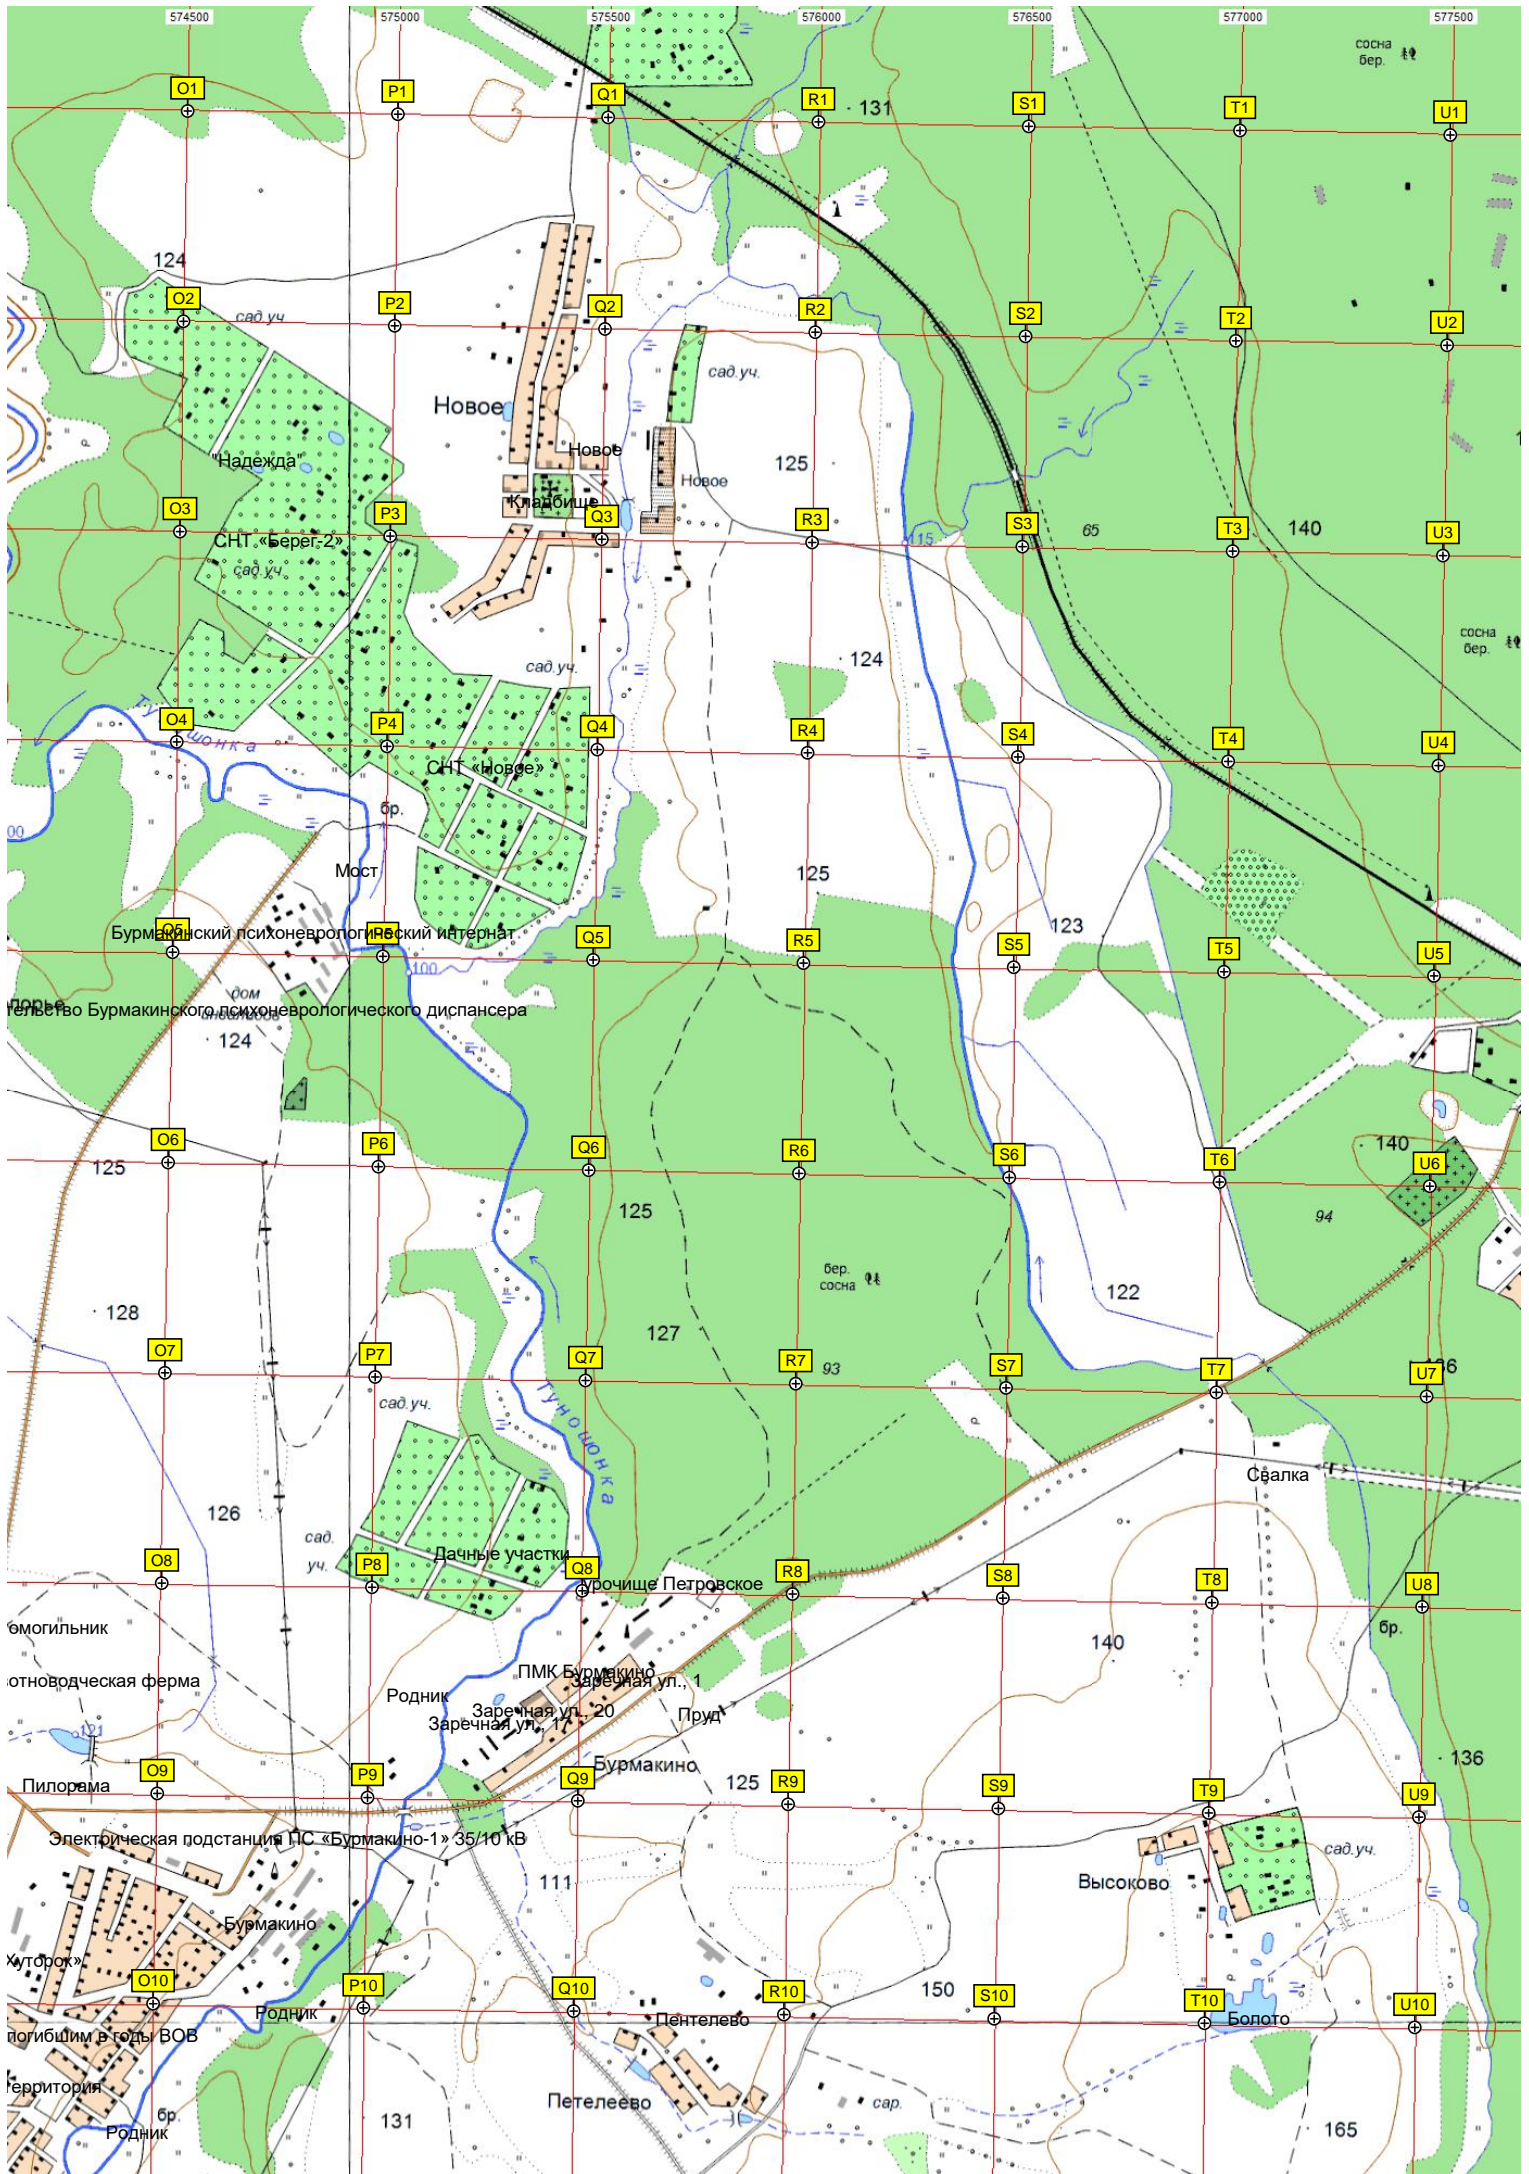 574500 575000 575500 576000 576500 577000 577500
сосна
бер.
O1 P1 Q1 R1 131 S1 T1 U1
124
O2 сад.уч P2 Q2 R2 S2 T2 U2
сад.уч.
Новое
Новое
"Надежда"
125
Новое
Кладбище
O3 P3 Q3 R3 S3 65 T3 140 U3
СНТ «Берег-2»
115
сад.уч.
сосна
бер.
сад.уч.
124
O4 P4 Q4 R4 S4 T4 U4
СНТ «Новое»
бр.
00
Мост
125
123
O5 P5 Q5 R5 S5 T5 U5
Бурмакинский психоневрологический интернат
100
дом
тельство Бурмакинского психоневрологического диспансера
124
O6 P6 Q6 R6 S6 T6 140 U6
125
125
94
бер.
сосна
122
128
127
O7 P7 Q7 R7 93 S7 T7 U7
сад.уч.
Туношонка
Свалка
126
сад.
уч.
Дачные участки
O8 P8 Q8 R8 S8 T8 U8
урочище Петровское
омогильник
бр.
140
ПМК Бурмакино
Заречная ул., 1
отноводческая ферма
Родник
Заречная ул., 20
Пруд
Заречная ул., 17
121
Бурмакино
136
Пилорама
125
O9 P9 Q9 R9 S9 T9 U9
Электрическая подстанция ПС «Бурмакино-1» 35/10 кВ
сад.уч.
111
Высоково
Бурмакино
Хуторок»
150
O10 P10 Q10 R10 S10 T10 U10
Родник
Пентелево
Болото
погибшим в годы ВОВ
ерритория
Петелеево
сар.
бр.
131
165
Родник